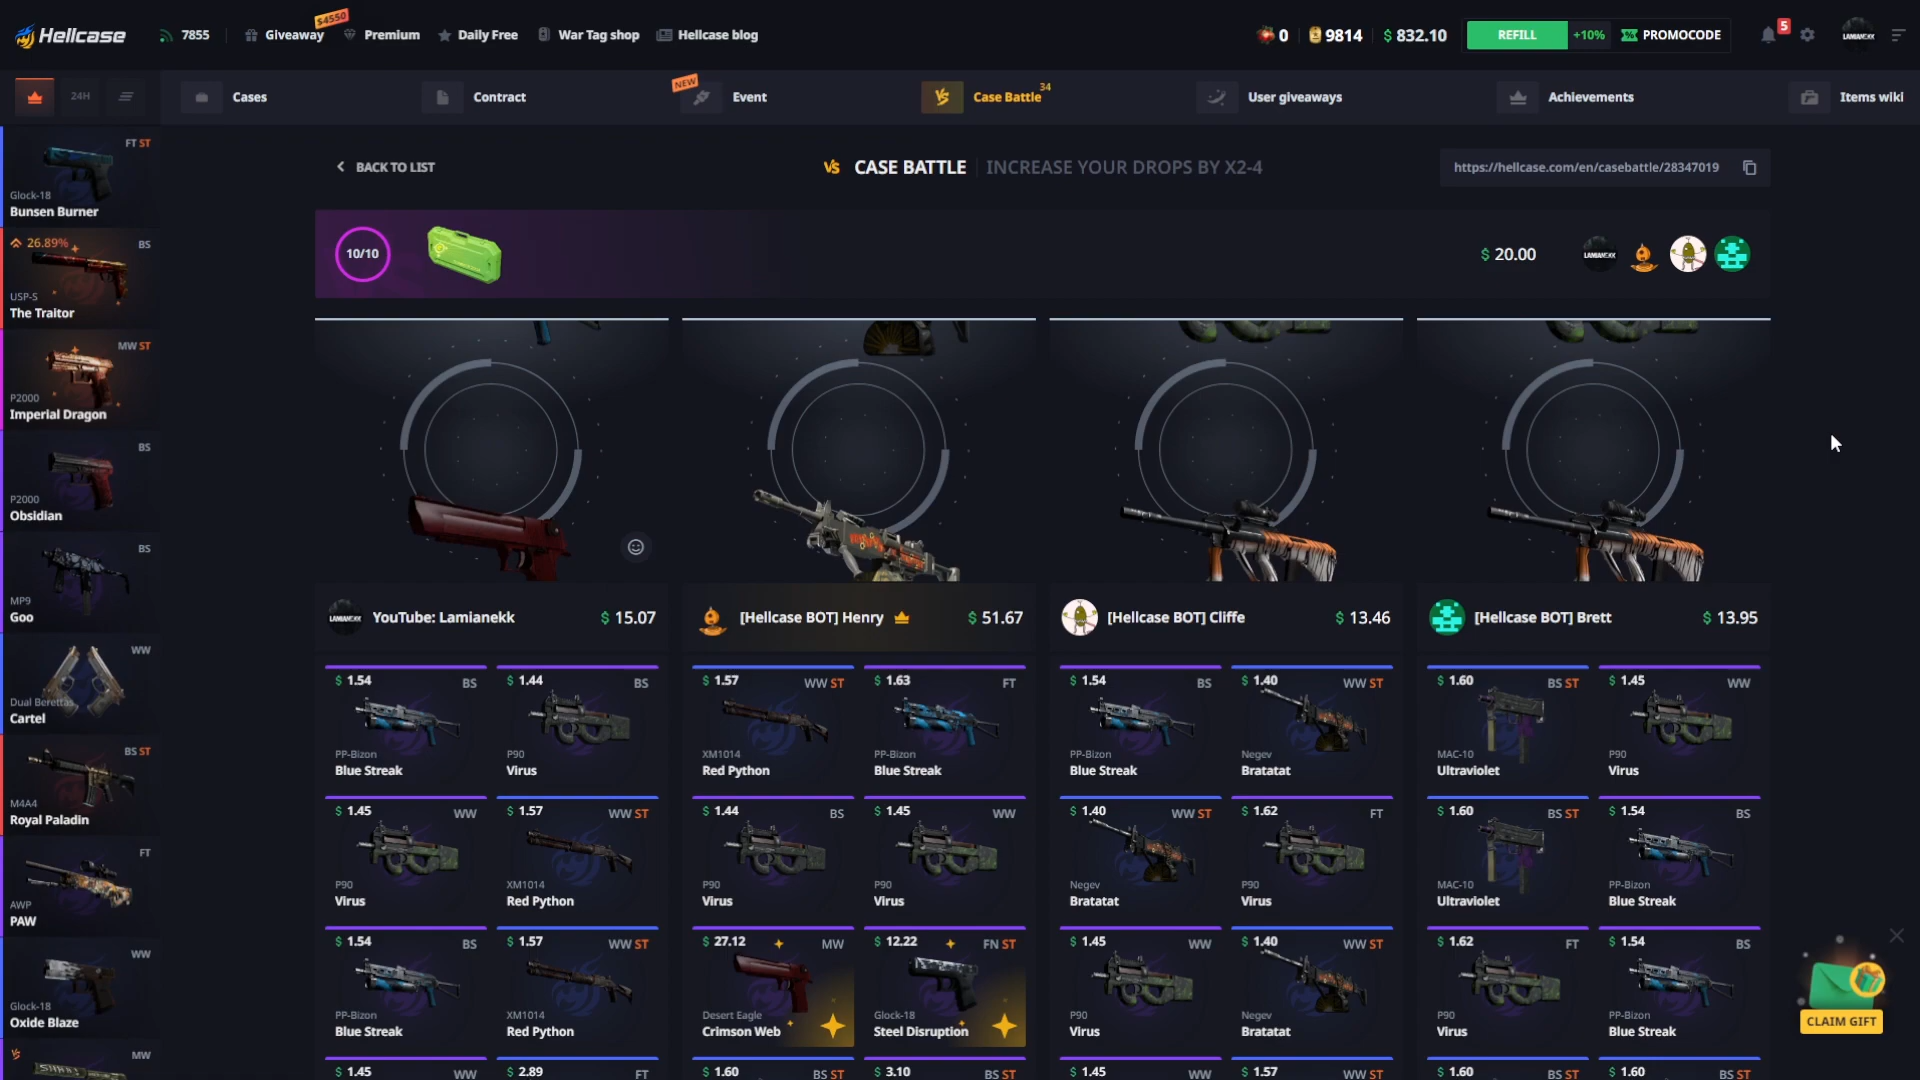 Hellcase
7855
Giveaway
$4550
Premium
Daily Free
War Tag shop
Hellcase blog
0
9814
$ 832.10
REFILL
+10%
PROMOCODE
5
LAMIANEKK
24H
Cases
Contract
NEW
Event
VS
Case Battle
34
User giveaways
Achievements
Items wiki
FT ST
Glock-18
Bunsen Burner
26.89%
BS
USP-S
The Traitor
MW ST
P2000
Imperial Dragon
BS
P2000
Obsidian
BS
MP9
Goo
WW
Dual Berettas
Cartel
BS ST
M4A4
Royal Paladin
FT
AWP
PAW
WW
Glock-18
Oxide Blaze
VS
MW
BACK TO LIST
VS CASE BATTLE INCREASE YOUR DROPS BY X2-4
https://hellcase.com/en/casebattle/28347019
10/10
$ 20.00
LAMIANEKK
LAMIANEKK
YouTube: Lamianekk
$ 15.07
[Hellcase BOT] Henry
$ 51.67
[Hellcase BOT] Cliffe
$ 13.46
[Hellcase BOT] Brett
$ 13.95
$ 1.54 BS
PP-Bizon
Blue Streak
$ 1.44 BS
P90
Virus
$ 1.57 WW ST
XM1014
Red Python
$ 1.63 FT
PP-Bizon
Blue Streak
$ 1.54 BS
PP-Bizon
Blue Streak
$ 1.40 WW ST
Negev
Bratatat
$ 1.60 BS ST
MAC-10
Ultraviolet
$ 1.45 WW
P90
Virus
$ 1.45 WW
P90
Virus
$ 1.57 WW ST
XM1014
Red Python
$ 1.44 BS
P90
Virus
$ 1.45 WW
P90
Virus
$ 1.40 WW ST
Negev
Bratatat
$ 1.62 FT
P90
Virus
$ 1.60 BS ST
MAC-10
Ultraviolet
$ 1.54 BS
PP-Bizon
Blue Streak
$ 1.54 BS
PP-Bizon
Blue Streak
$ 1.57 WW ST
XM1014
Red Python
$ 27.12 MW
Desert Eagle
Crimson Web
$ 12.22 FN ST
Glock-18
Steel Disruption
$ 1.45 WW
P90
Virus
$ 1.40 WW ST
Negev
Bratatat
$ 1.62 FT
P90
Virus
$ 1.54 BS
PP-Bizon
Blue Streak
$ 1.45 WW
$ 2.89 FT
$ 1.60 BS ST
$ 3.10 BS ST
$ 1.45 WW
$ 1.57 WW ST
$ 1.60 BS ST
$ 1.60 BS ST
CLAIM GIFT